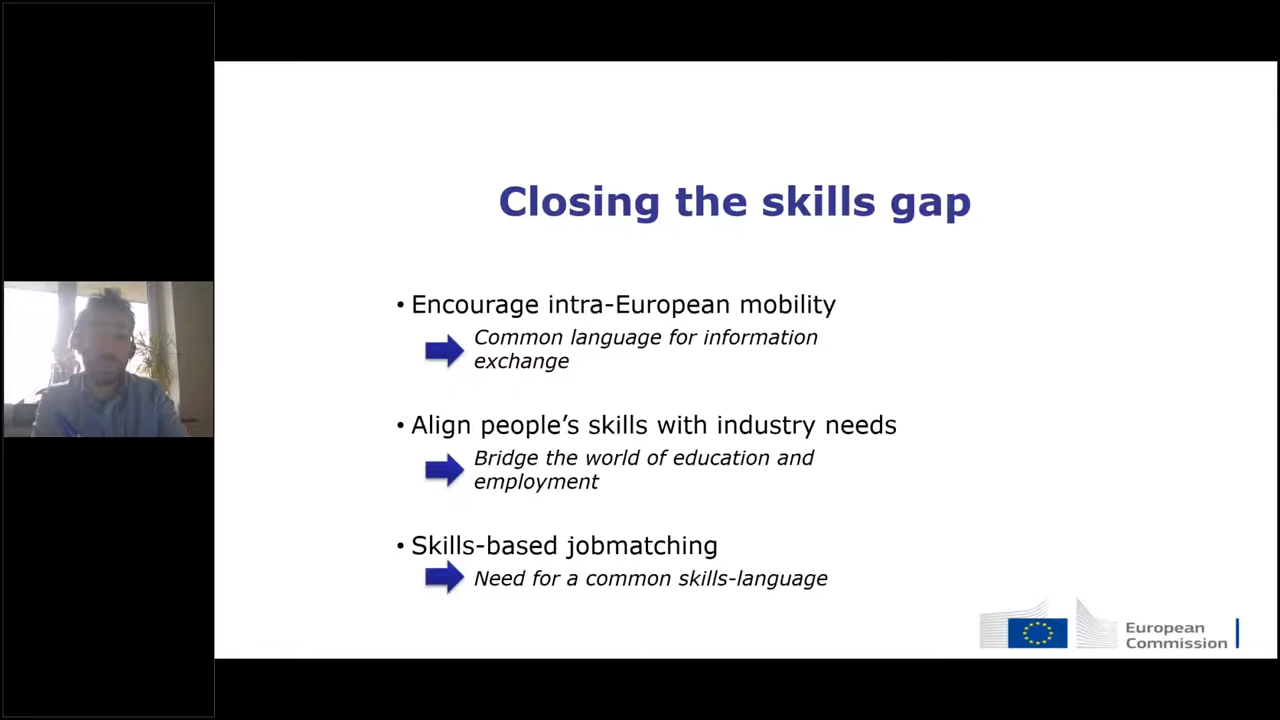 Closing the skills gap
• Encourage intra-European mobility
Common language for information
exchange
• Align people’s skills with industry needs
Bridge the world of education and
employment
• Skills-based jobmatching
Need for a common skills-language
European
Commission